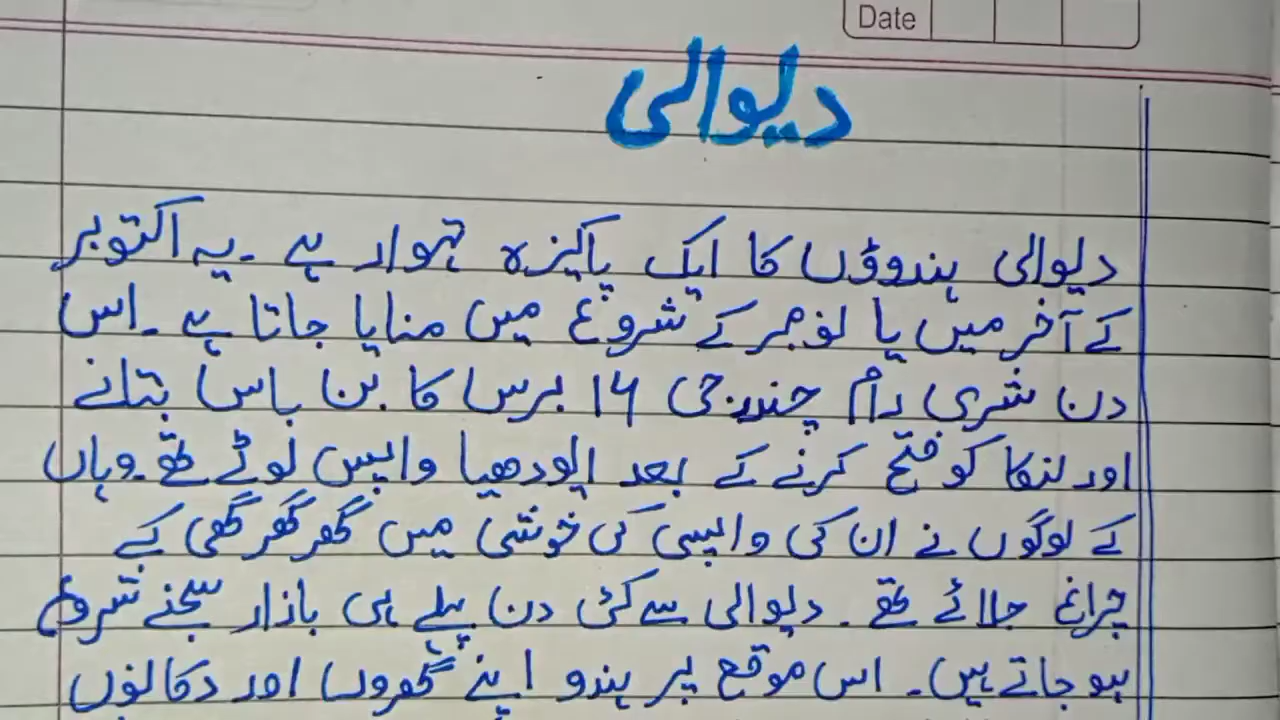 Date
دیوالی
دیوالی ہندوؤں کا ایک پاکیزہ تہوار ہے ۔ یہ اکتوبر
کے آخر میں یا نومبر کے شروع میں منایا جاتا ہے ۔ اس
دن شری رام چندر جی ۱۴ برس کا بن باس بتانے
اور لنکا کو فتح کرنے کے بعد ایودھیا واپس لوٹے تھے ۔ وہاں
کے لوگوں نے ان کی واپسی کی خوشی میں گھر گھر گھی کے
چراغ جلائے تھے ۔ دیوالی سے کئی دن پہلے ہی بازار سجنے شروع
ہو جاتے ہیں ۔ اس موقع پر ہندو اپنے گھروں اور دکانوں